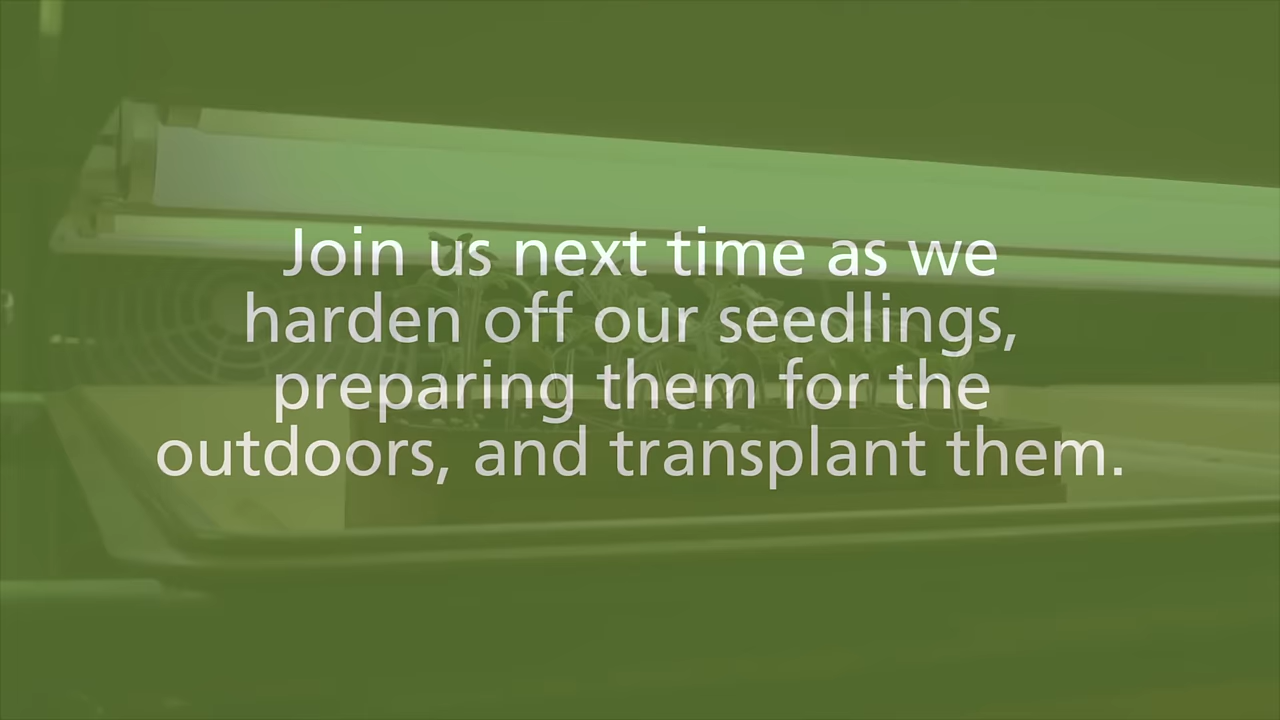 Join us next time as we
harden off our seedlings,
preparing them for the
outdoors, and transplant them.